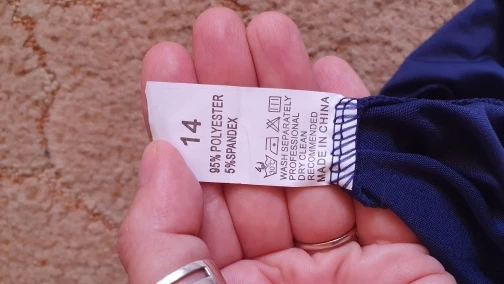 14
95% POLYESTER
5%SPANDEX
WASH SEPARATELY
PROFESSIONAL
DRY CLEAN
RECOMMENDED
MADE IN CHINA